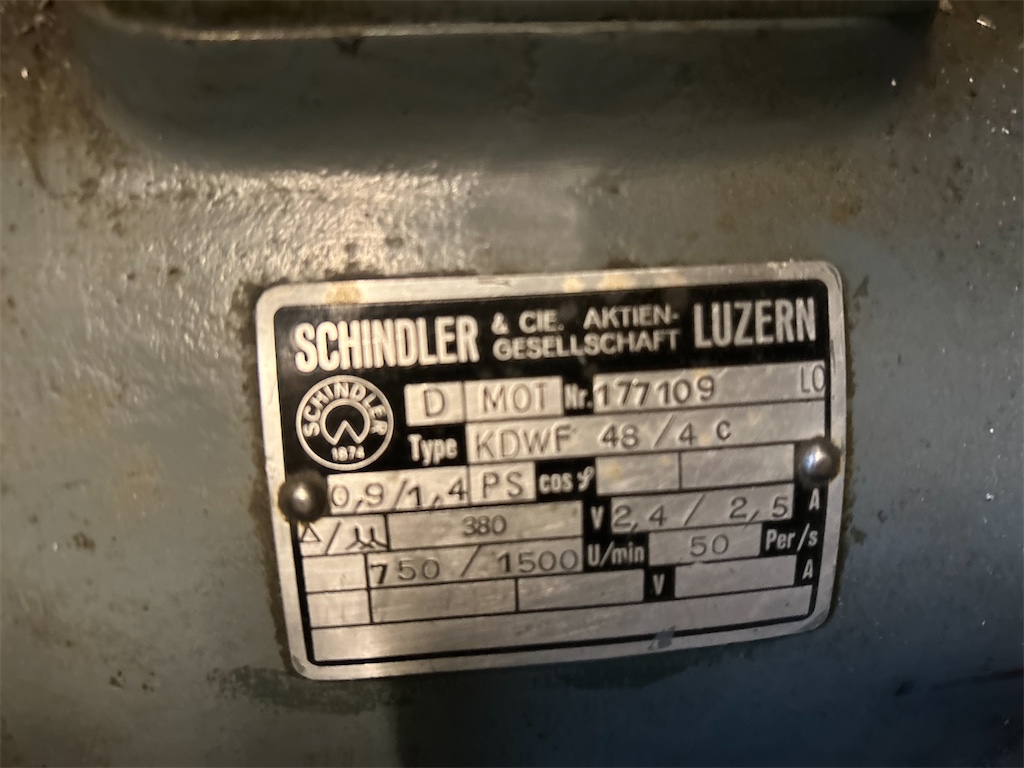 SCHINDLER & CIE. AKTIEN-GESELLSCHAFT LUZERN
SCHINDLER 1874
D MOT Nr. 177109 LO
Type KDWF 48/4 C
0,9/1,4 PS cos φ
Δ/YY 380 V 2,4 / 2,5 A
750 / 1500 U/min 50 Per/s
V A